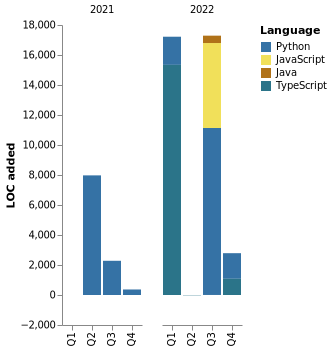 2021
2022
Language
Python
JavaScript
Java
TypeScript
LOC added
18,000
16,000
14,000
12,000
10,000
8,000
6,000
4,000
2,000
0
−2,000
Q1
Q2
Q3
Q4
Q1
Q2
Q3
Q4